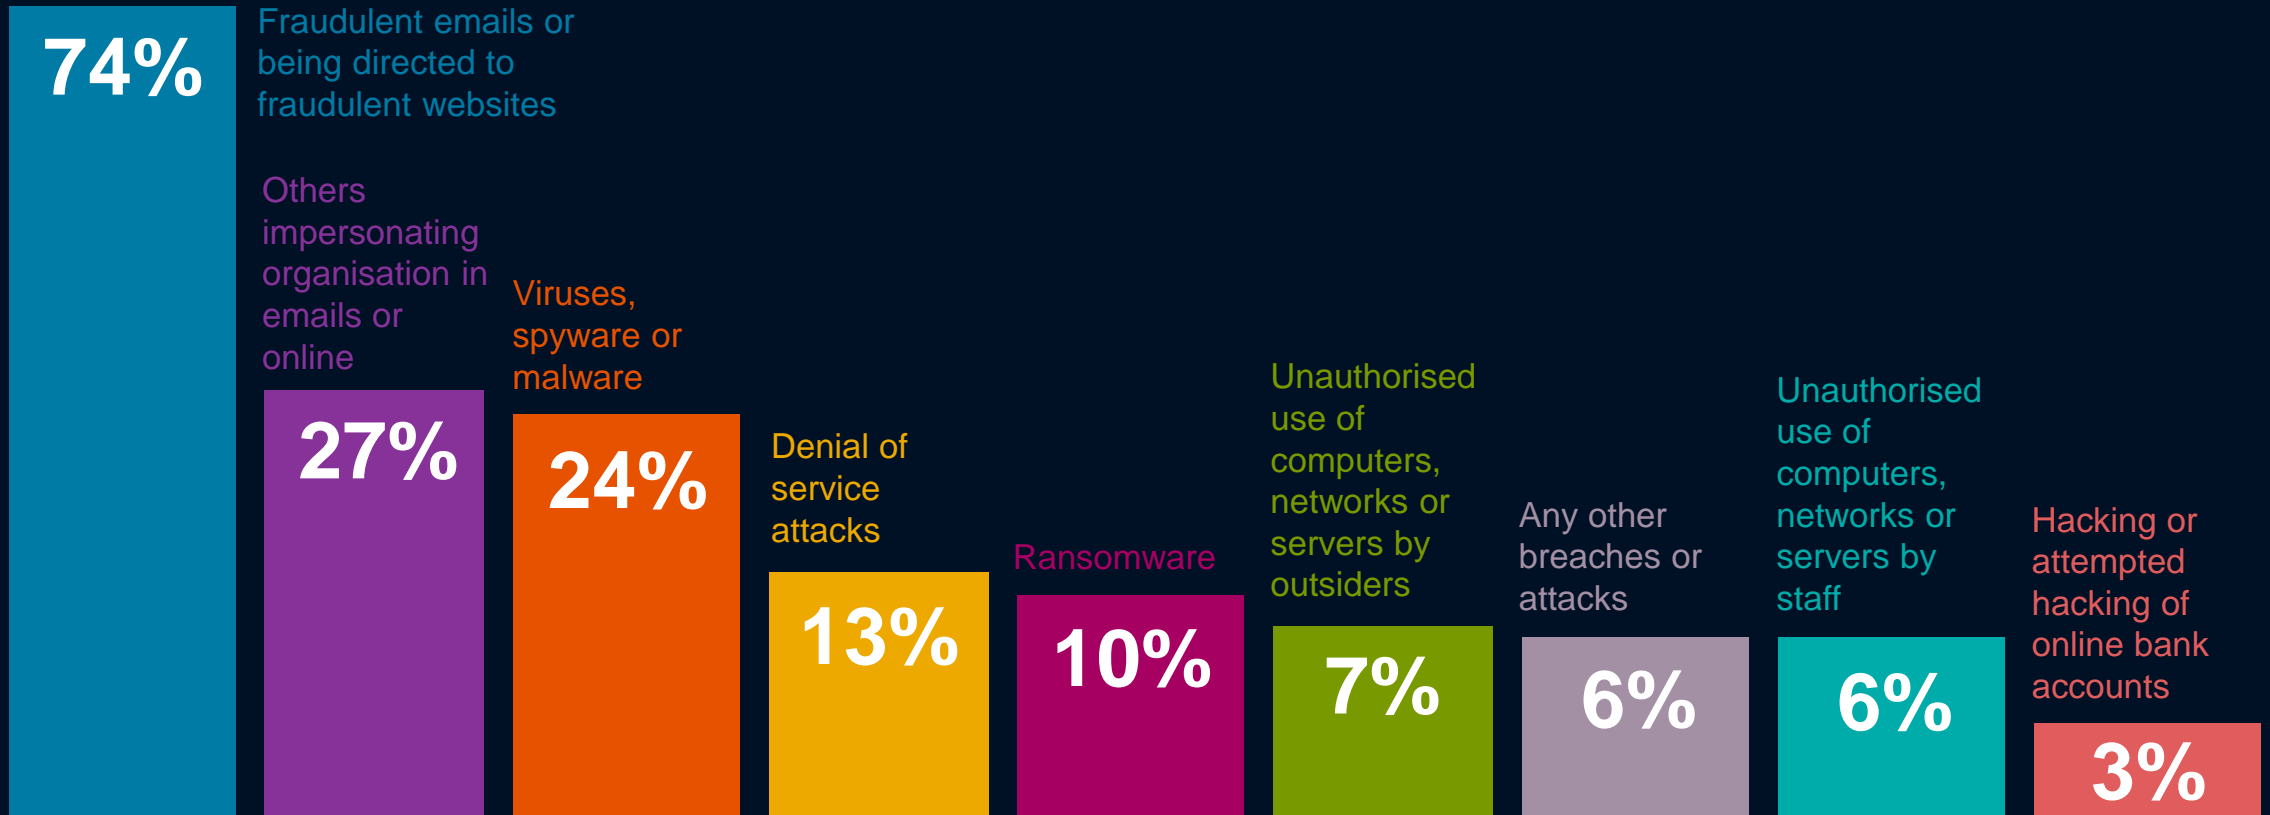 74%
Fraudulent emails or
being directed to
fraudulent websites
Others
impersonating
organisation in
emails or
online
27%
Viruses,
spyware or
malware
24%
Denial of
service
attacks
13%
Ransomware
10%
Unauthorised
use of
computers,
networks or
servers by
outsiders
7%
Any other
breaches or
attacks
6%
Unauthorised
use of
computers,
networks or
servers by
staff
6%
Hacking or
attempted
hacking of
online bank
accounts
3%